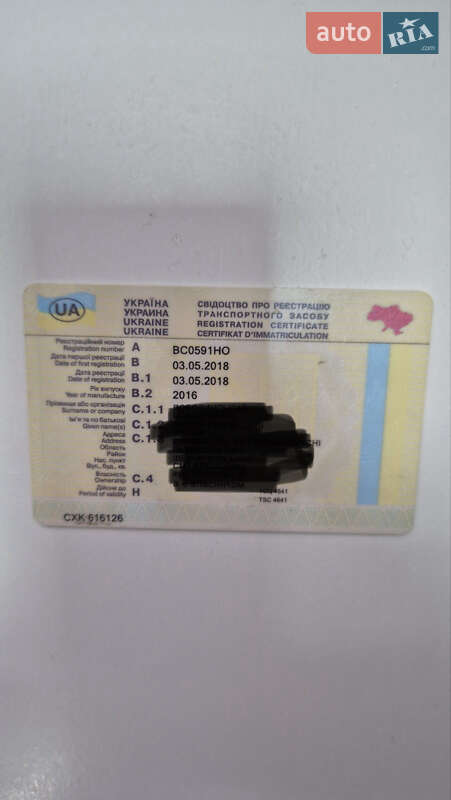 auto RIA .com
UA
УКРАЇНА
УКРАИНА
UKRAINE
UKRAINE
СВІДОЦТВО ПРО РЕЄСТРАЦІЮ
ТРАНСПОРТНОГО ЗАСОБУ
REGISTRATION CERTIFICATE
CERTIFICAT D'IMMATRICULATION
Реєстраційний номер
Registration number A BC0591HO
Дата першої реєстрації
Date of first registration B 03.05.2018
Дата реєстрації
Date of registration B.1 03.05.2018
Рік випуску
Year of manufacture B.2 2016
Прізвище або організація
Surname or company C.1.1
Ім'я та по батькові
Given name(s) C.1.
Адреса
Address C.1.
Область
Район
Нас. пункт
Вул., буд., кв.
Власність
Ownership C.4
Дійсне до
Period of validity H
TSC 4641
СХК 616126